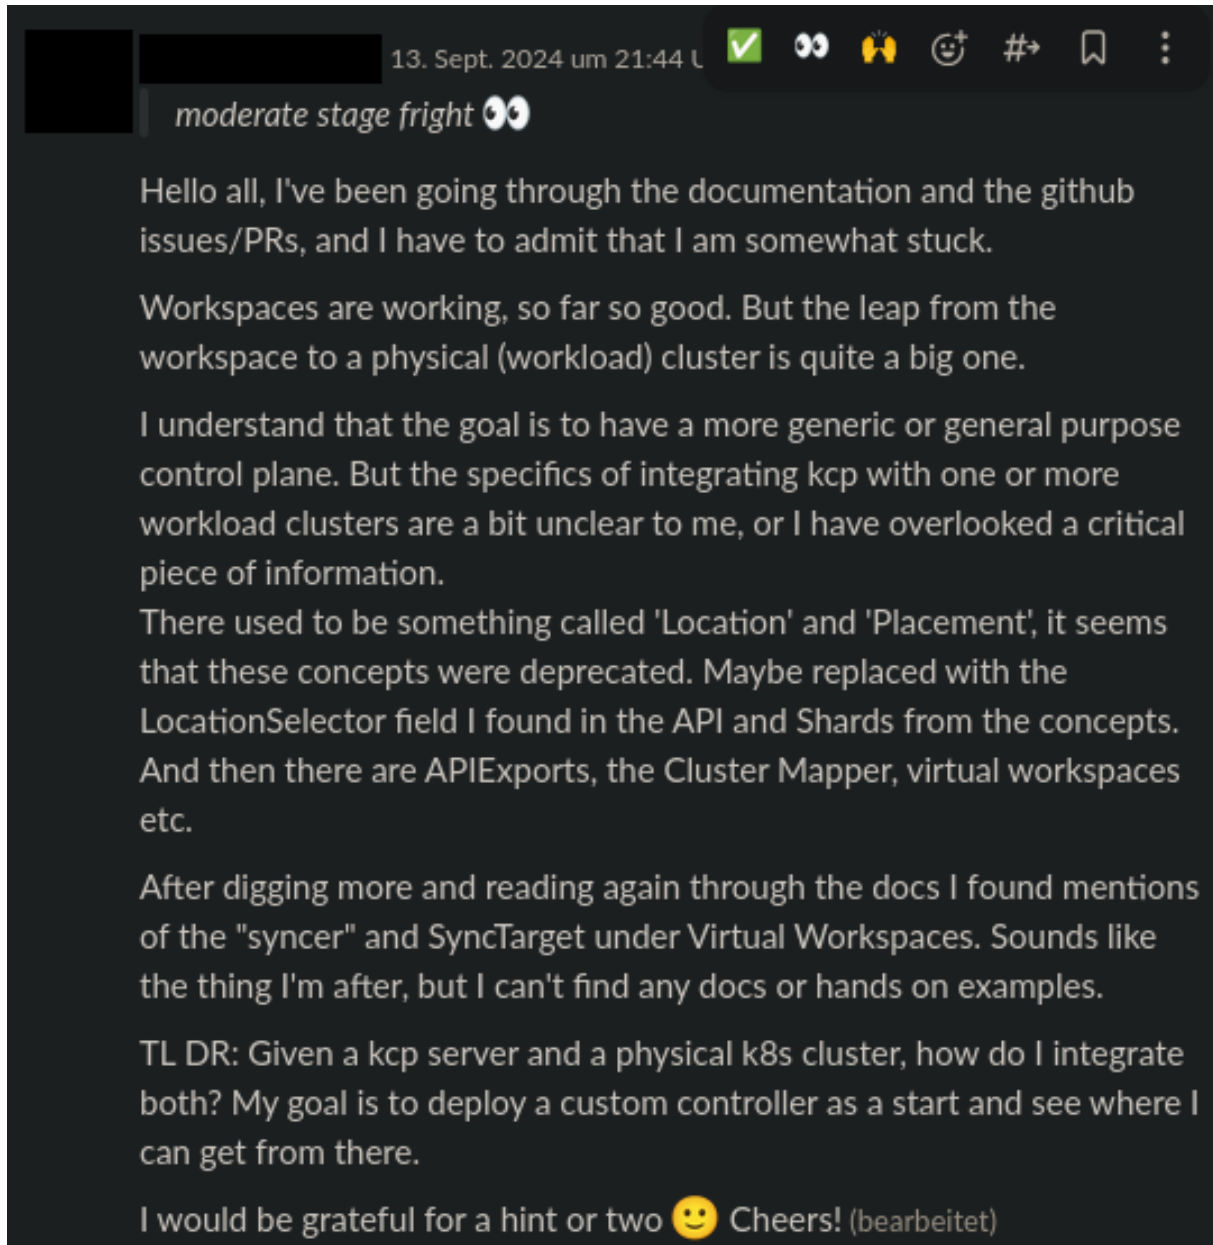 13. Sept. 2024 um 21:44
moderate stage fright 👀
Hello all, I've been going through the documentation and the github
issues/PRs, and I have to admit that I am somewhat stuck.
Workspaces are working, so far so good. But the leap from the
workspace to a physical (workload) cluster is quite a big one.
I understand that the goal is to have a more generic or general purpose
control plane. But the specifics of integrating kcp with one or more
workload clusters are a bit unclear to me, or I have overlooked a critical
piece of information.
There used to be something called 'Location' and 'Placement', it seems
that these concepts were deprecated. Maybe replaced with the
LocationSelector field I found in the API and Shards from the concepts.
And then there are APIExports, the Cluster Mapper, virtual workspaces
etc.
After digging more and reading again through the docs I found mentions
of the "syncer" and SyncTarget under Virtual Workspaces. Sounds like
the thing I'm after, but I can't find any docs or hands on examples.
TL DR: Given a kcp server and a physical k8s cluster, how do I integrate
both? My goal is to deploy a custom controller as a start and see where I
can get from there.
I would be grateful for a hint or two 🙂 Cheers! (bearbeitet)